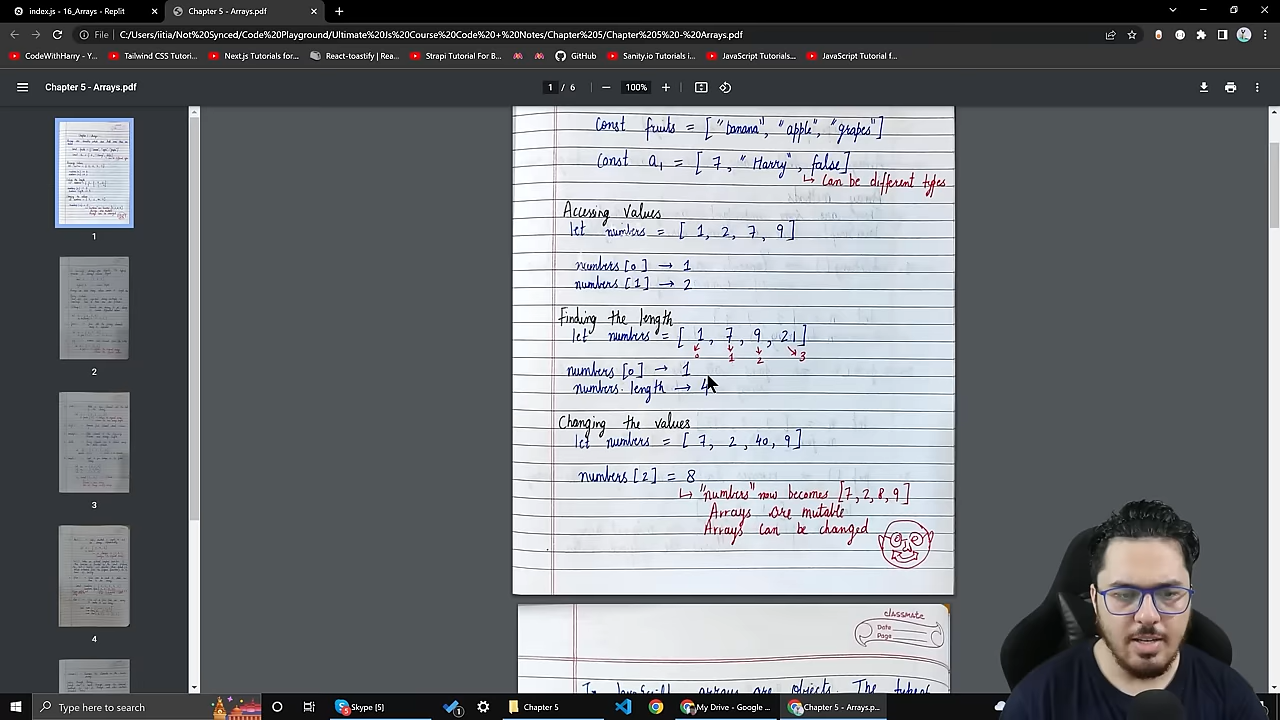 index.js - 16_Arrays - Replit
Chapter 5 - Arrays.pdf
File
C:/Users/iitia/Not%20Synced/Code%20Playground/Ultimate%20Js%20Course%20Code%20+%20Notes/Chapter%205/Chapter%205%20-%20Arrays.pdf
CodeWithHarry - Y...
Tailwind CSS Tutori...
Next.js Tutorials for...
React-toastify | Rea...
Strapi Tutorial For B...
GitHub
Sanity.io Tutorials i...
JavaScript Tutorials...
JavaScript Tutorial f...
Chapter 5 - Arrays.pdf
1 / 6
100%
const fruits = ["banana", "apple", "grapes"]
const a1 = [ 7, "Harry", false]
↳ can be different types
Accessing values
let numbers = [ 1, 2, 7, 9]
numbers [0] → 1
numbers [1] → 2
Finding the length
let numbers = [ 1, 7, 9, 21]
0 1 2 3
numbers [0] → 1
numbers. length → 4
Changing the values
let numbers = [ 7, 2, 40, 9]
numbers [2] = 8
↳ "numbers" now becomes [7, 2, 8, 9]
Arrays are mutable
Arrays can be changed
classmate
Date
Page
1
2
3
4
Type here to search
Skype [5]
1
Chapter 5
My Drive - Google ...
Chapter 5 - Arrays.p...